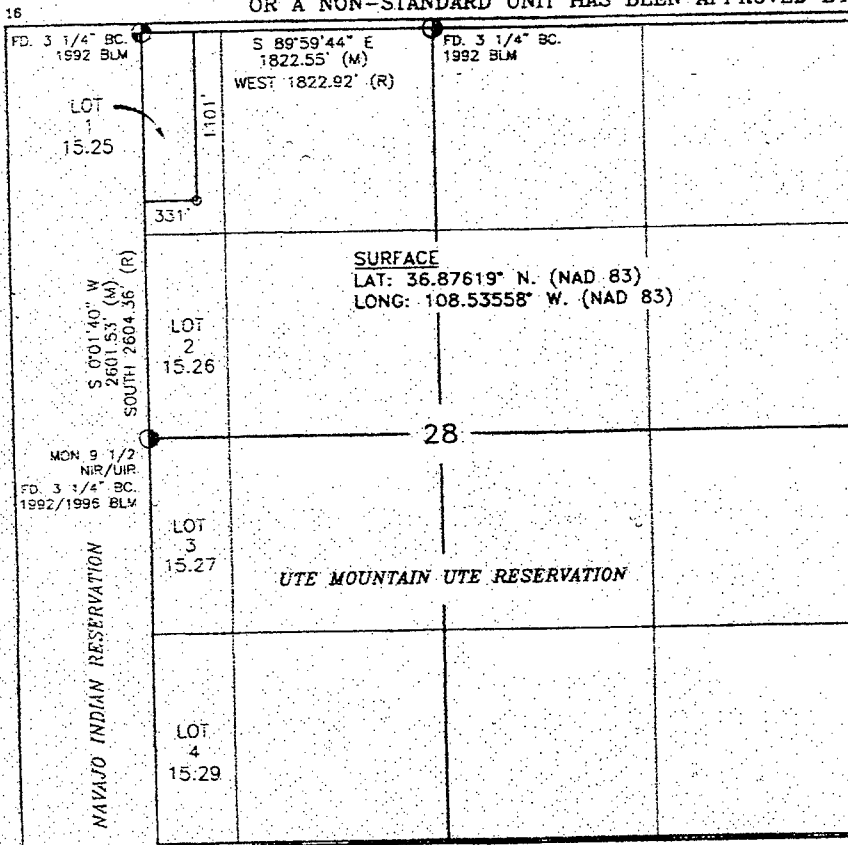 OR A NON-STANDARD UNIT HAS BEEN APPROVED
16
FD. 3 1/4" BC.
1992 BLM
S 89°59'44" E
1822.55' (M)
WEST 1822.92' (R)
FD. 3 1/4" BC.
1992 BLM
LOT
1
15.25
1101'
331'
SURFACE
LAT: 36.87619° N. (NAD 83)
LONG: 108.53558° W. (NAD 83)
S 0°01'40" W
2601.53' (M)
SOUTH 2604.36 (R)
LOT
2
15.26
28
MON 9 1/2
NIR/UIR
FD. 3 1/4" BC.
1992/1996 BLM
LOT
3
15.27
UTE MOUNTAIN UTE RESERVATION
NAVAJO INDIAN RESERVATION
LOT
4
15.29